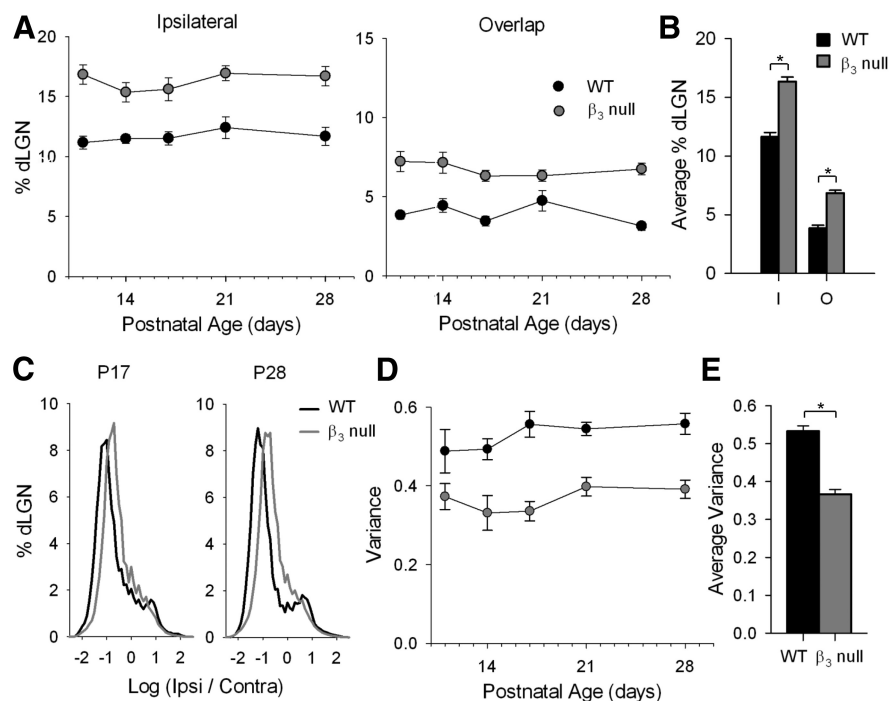 A
Ipsilateral
Overlap
B
% dLGN
20
15
10
5
0
14
21
28
Postnatal Age (days)
15
10
5
0
14
21
28
Postnatal Age (days)
WT
β3 null
Average % dLGN
20
15
10
5
0
*
*
I
O
WT
β3 null
C
P17
P28
% dLGN
10
8
6
4
2
0
-2 -1 0 1 2
10
8
6
4
2
0
-2 -1 0 1 2
Log (Ipsi / Contra)
WT
β3 null
D
Variance
0.6
0.4
0.2
0.0
14
21
28
Postnatal Age (days)
E
Average Variance
0.6
0.5
0.4
0.3
0.2
0.1
0.0
*
WT β3 null